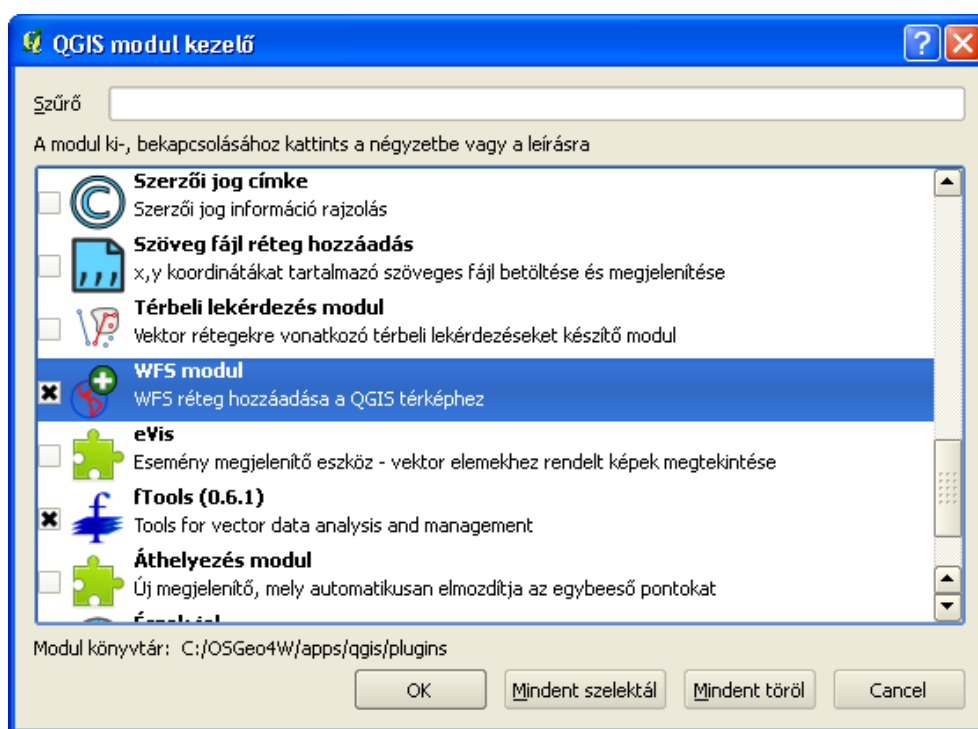 QGIS modul kezelő
Szűrő
A modul ki-, bekapcsolásához kattints a négyzetbe vagy a leírásra
Szerzői jog címke
Szerzői jog információ rajzolás
Szöveg fájl réteg hozzáadás
x,y koordinátákat tartalmazó szöveges fájl betöltése és megjelenítése
Térbeli lekérdezés modul
Vektor rétegekre vonatkozó térbeli lekérdezéseket készítő modul
WFS modul
WFS réteg hozzáadása a QGIS térképhez
eVis
Esemény megjelenítő eszköz - vektor elemekhez rendelt képek megtekintése
fTools (0.6.1)
Tools for vector data analysis and management
Áthelyezés modul
Új megjelenítő, mely automatikusan elmozdítja az egybeeső pontokat
Modul könyvtár: C:/OSGeo4W/apps/qgis/plugins
OK Mindent szelektál Mindent töröl Cancel